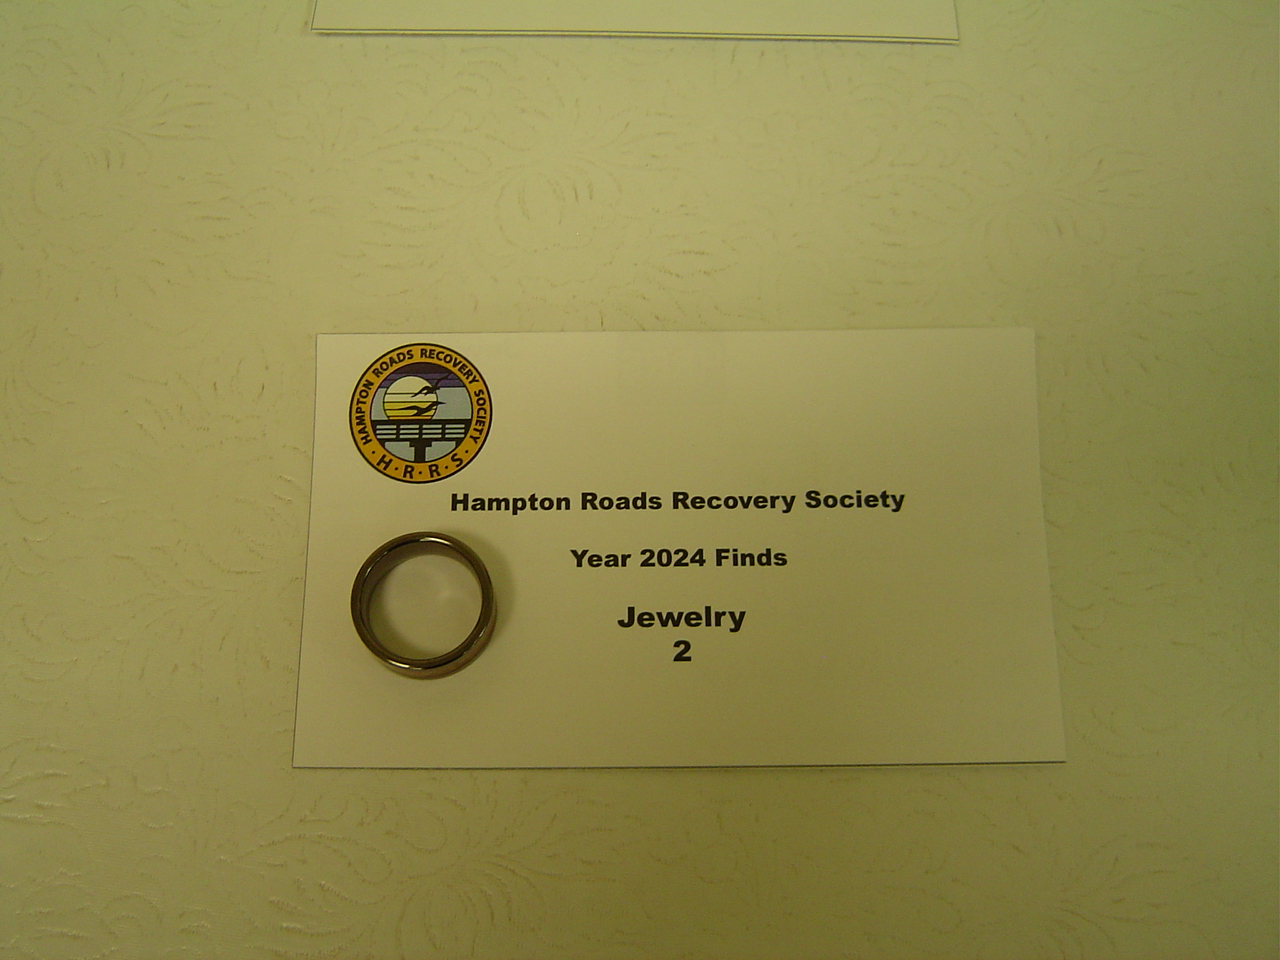 HAMPTON ROADS RECOVERY SOCIETY
· H · R · R · S ·
Hampton Roads Recovery Society
Year 2024 Finds
Jewelry
2